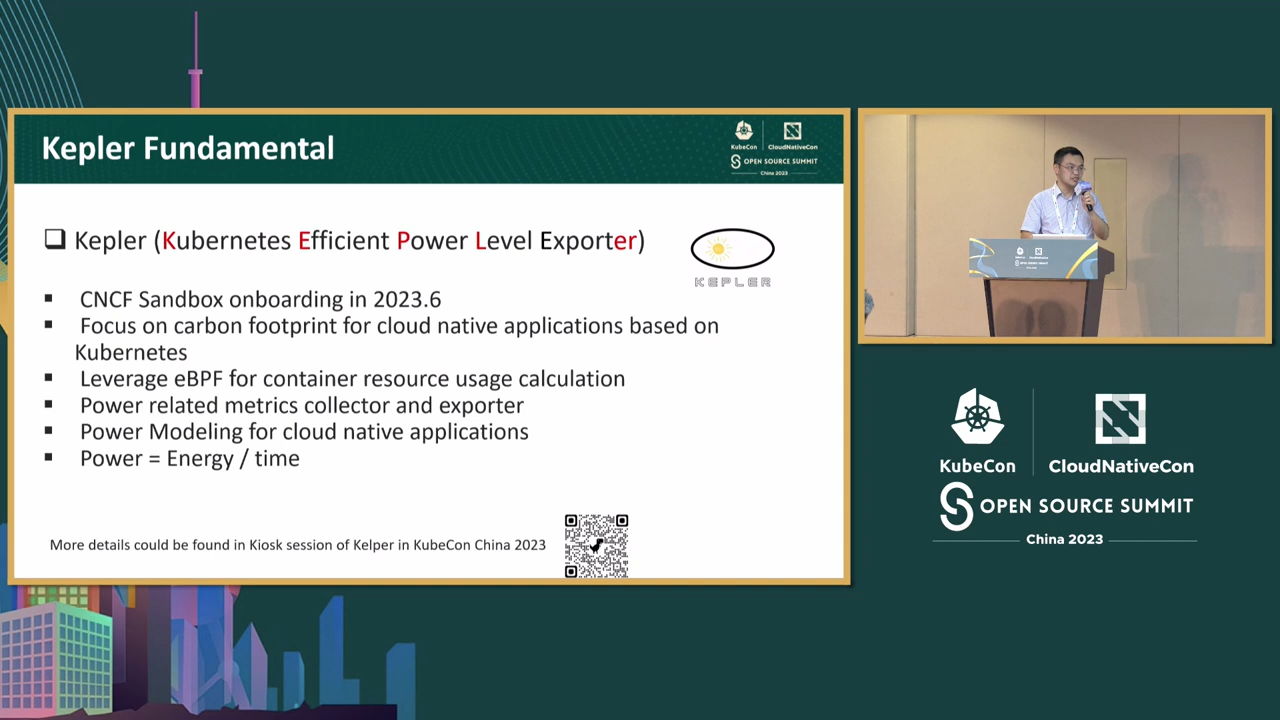 Kepler Fundamental
KubeCon
CloudNativeCon
OPEN SOURCE SUMMIT
China 2023
Kepler (Kubernetes Efficient Power Level Exporter)
KEPLER
CNCF Sandbox onboarding in 2023.6
Focus on carbon footprint for cloud native applications based on
Kubernetes
Leverage eBPF for container resource usage calculation
Power related metrics collector and exporter
Power Modeling for cloud native applications
Power = Energy / time
More details could be found in Kiosk session of Kelper in KubeCon China 2023
KubeCon
CloudNativeCon
OPEN SOURCE SUMMIT
China 2023